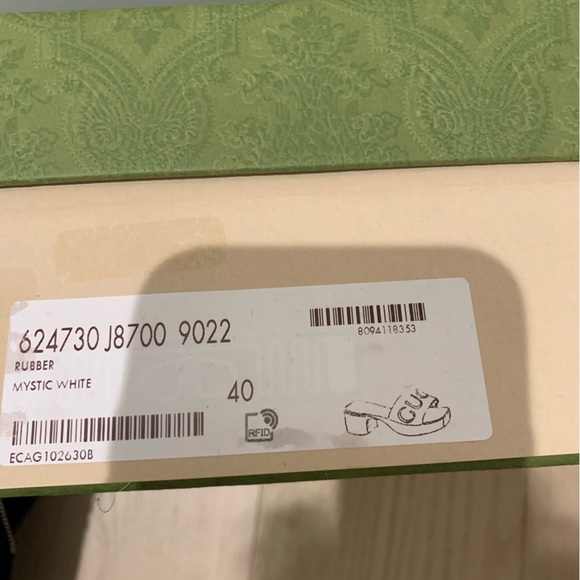 624730 J8700 9022
RUBBER
MYSTIC WHITE
8094118353
40
RFID
ECAG102630B